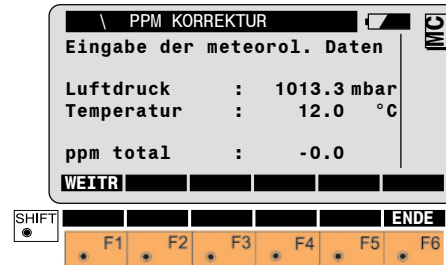 \ PPM KORREKTUR
MC
Eingabe der meteorol. Daten
Luftdruck : 1013.3 mbar
Temperatur : 12.0 °C
ppm total : -0.0
WEITR
SHIFT ENDE
F1 F2 F3 F4 F5 F6